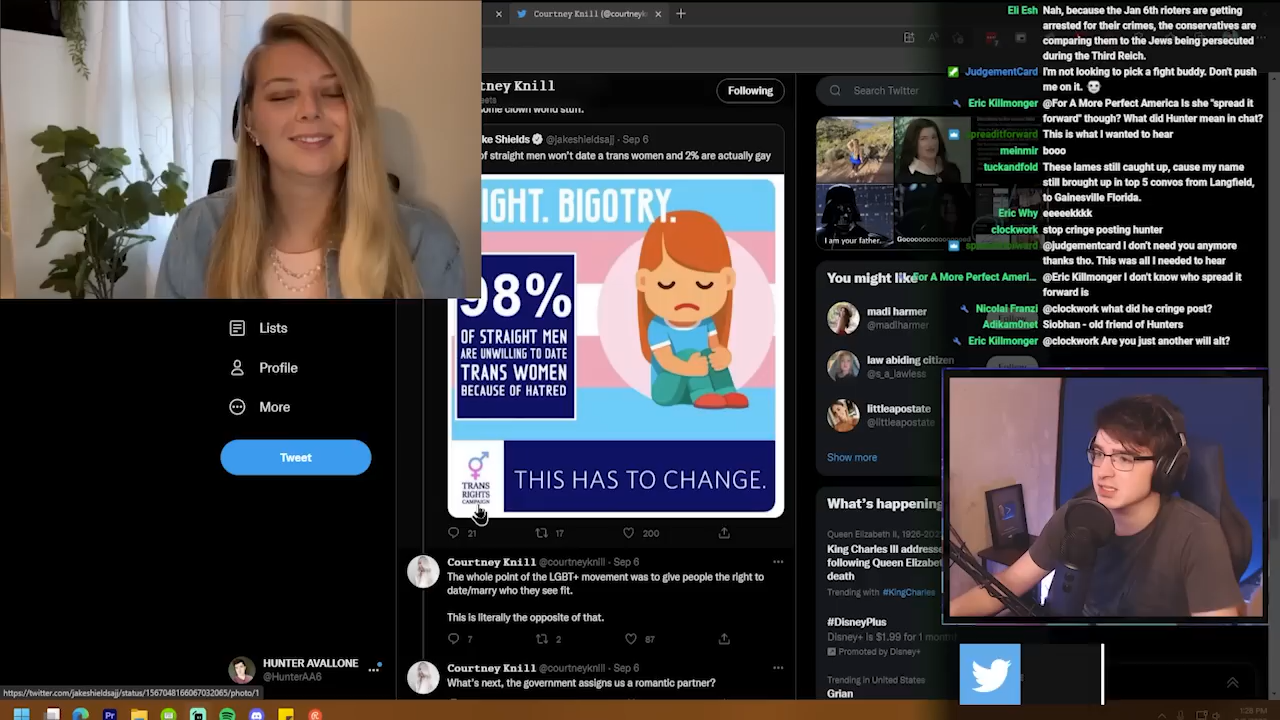 Courtney Knill (@courtneyk
tney Knill
Following
Search Twitter
some clown world stuff.
ke Shields @jakeshieldsajj · Sep 6
of straight men won't date a trans women and 2% are actually gay
IGHT. BIGOTRY.
98%
OF STRAIGHT MEN
ARE UNWILLING TO DATE
TRANS WOMEN
BECAUSE OF HATRED
TRANS
RIGHTS
CAMPAIGN
THIS HAS TO CHANGE.
21
17
200
Courtney Knill @courtneyknill · Sep 6
The whole point of the LGBT+ movement was to give people the right to
date/marry who they see fit.
This is literally the opposite of that.
7
2
87
Courtney Knill @courtneyknill · Sep 6
What's next, the government assigns us a romantic partner?
Lists
Profile
More
Tweet
HUNTER AVALLONE
@HunterAA6
https://twitter.com/jakeshieldsajj/status/1567048166067032065/photo/1
I am your father.
You might like
madi harmer
@madiharmer
law abiding citizen
@s_a_lawless
littleapostate
@littleapostate
Show more
What's happening
Queen Elizabeth II, 1926-202
King Charles III addresse
following Queen Elizabet
death
Trending with #KingCharles
#DisneyPlus
Disney+ is $1.99 for 1 month
Promoted by Disney+
Trending in United States
Grian
Eli Esh Nah, because the Jan 6th rioters are getting
arrested for their crimes, the conservatives are
comparing them to the Jews being persecuted
during the Third Reich.
JudgementCard I'm not looking to pick a fight buddy. Don't push
me on it.
Eric Killmonger @For A More Perfect America is she "spread it
forward" though? What did Hunter mean in chat?
spreaditforward This is what I wanted to hear
meinmir booo
tuckandfold These lames still caught up, cause my name
still brought up in top 5 convos from Langfield,
to Gainesville Florida.
Eric Why eeeeekkkk
clockwork stop cringe posting hunter
spreaditforward @judgementcard I don't need you anymore
thanks tho. This was all I needed to hear
For A More Perfect Ameri... @Eric Killmonger I don't know who spread it
forward is
Nicolai Franzi @clockwork what did he cringe post?
Adikam0net Siobhan - old friend of Hunters
Eric Killmonger @clockwork Are you just another will alt?
Pr
1:28 PM